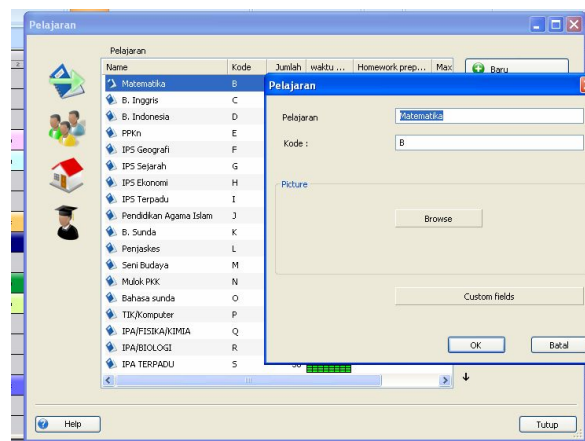 Pelajaran
Pelajaran
Name Kode Jumlah waktu ... Homework prep... Max
Baru
Matematika B
B. Inggris C
B. Indonesia D
PPKn E
IPS Geografi F
IPS Sejarah G
IPS Ekonomi H
IPS Terpadu I
Pendidikan Agama Islam J
B. Sunda K
Penjaskes L
Seni Budaya M
Mulok PKK N
Bahasa sunda O
TIK/Komputer P
IPA/FISIKA/KIMIA Q
IPA/BIOLOGI R
IPA TERPADU S
Pelajaran
Pelajaran Matematika
Kode : B
Picture
Browse
Custom fields
OK Batal
Help Tutup